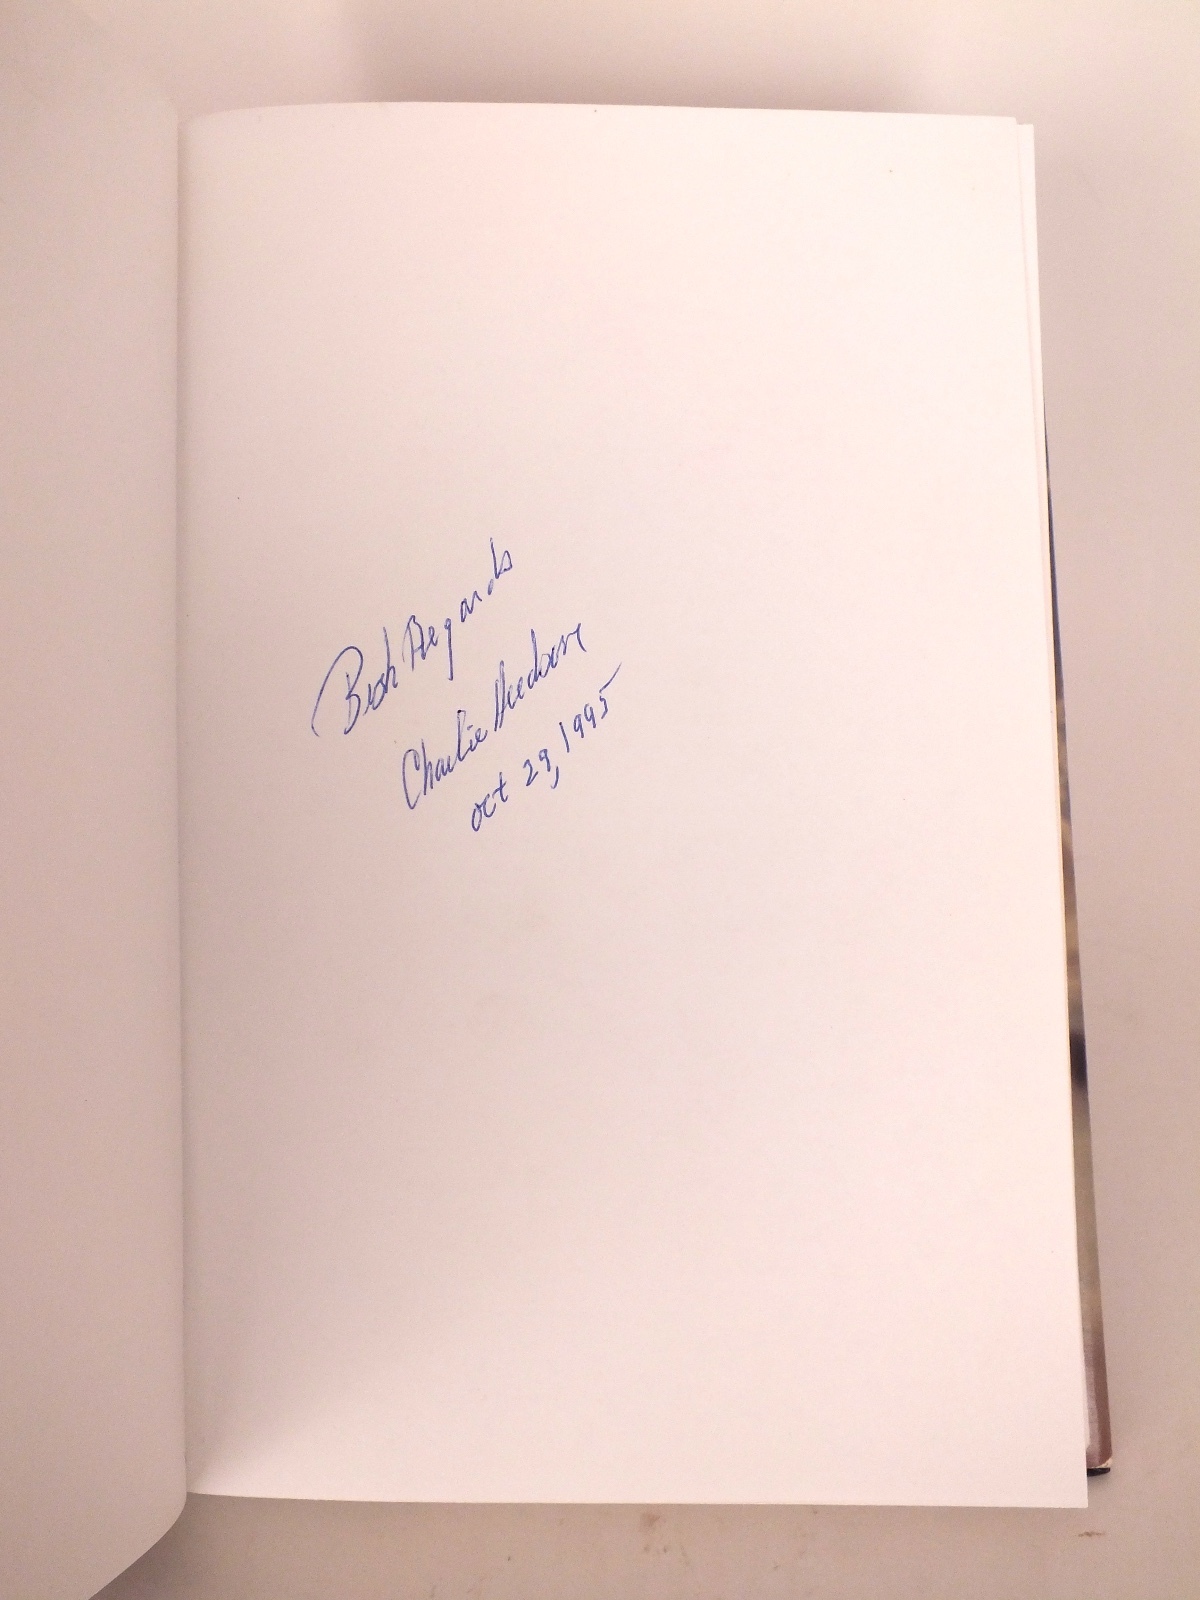 Best Regards
Charlie
Oct 29, 1995